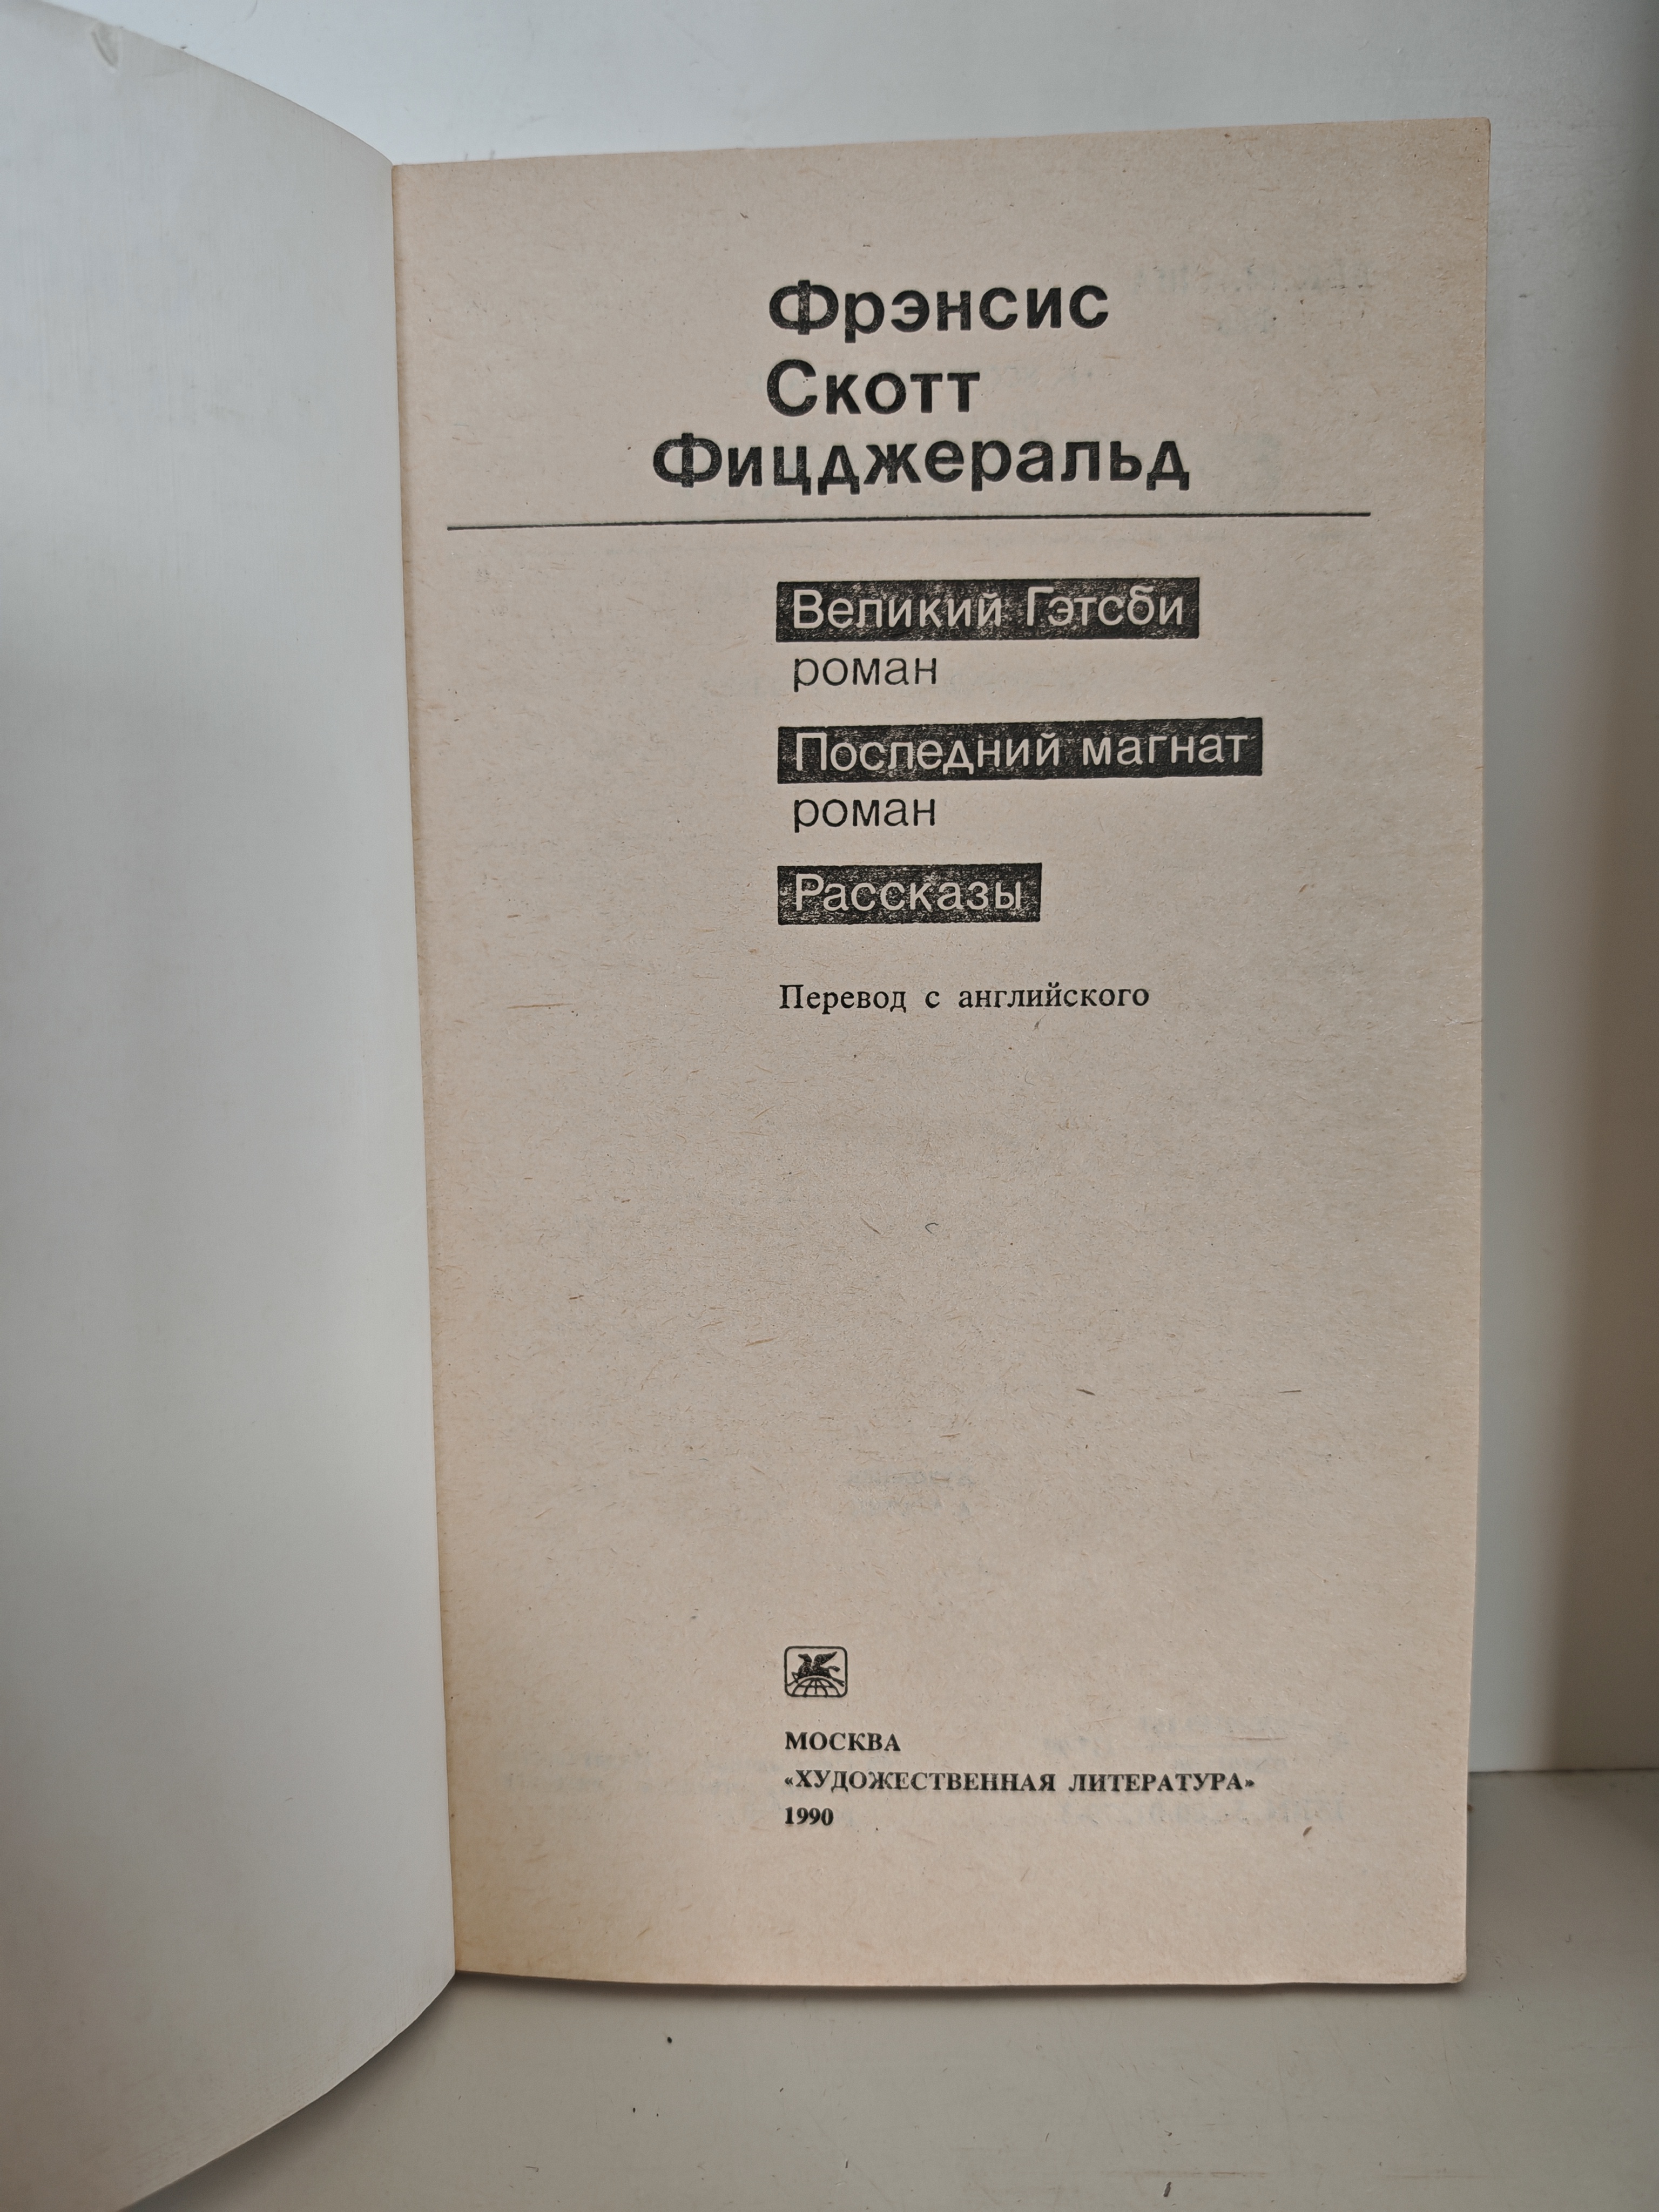 Фрэнсис
Скотт
Фицджеральд
Великий Гэтсби
роман
Последний магнат
роман
Рассказы
Перевод с английского
МОСКВА
«ХУДОЖЕСТВЕННАЯ ЛИТЕРАТУРА»
1990